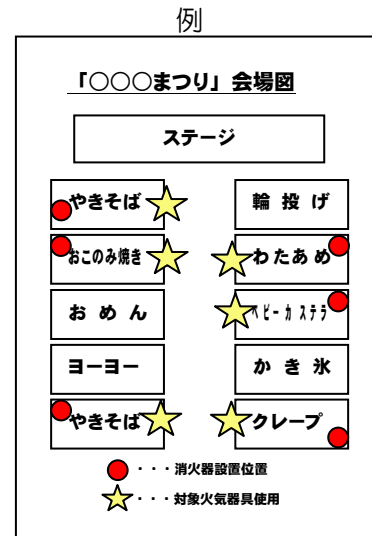 例
「○○○まつり」会場図
ステージ
やきそば
輪投げ
おこのみ焼き
わたあめ
おめん
ベビーカステラ
ヨーヨー
かき氷
やきそば
クレープ
・・・消火器設置位置
・・・対象火気器具使用